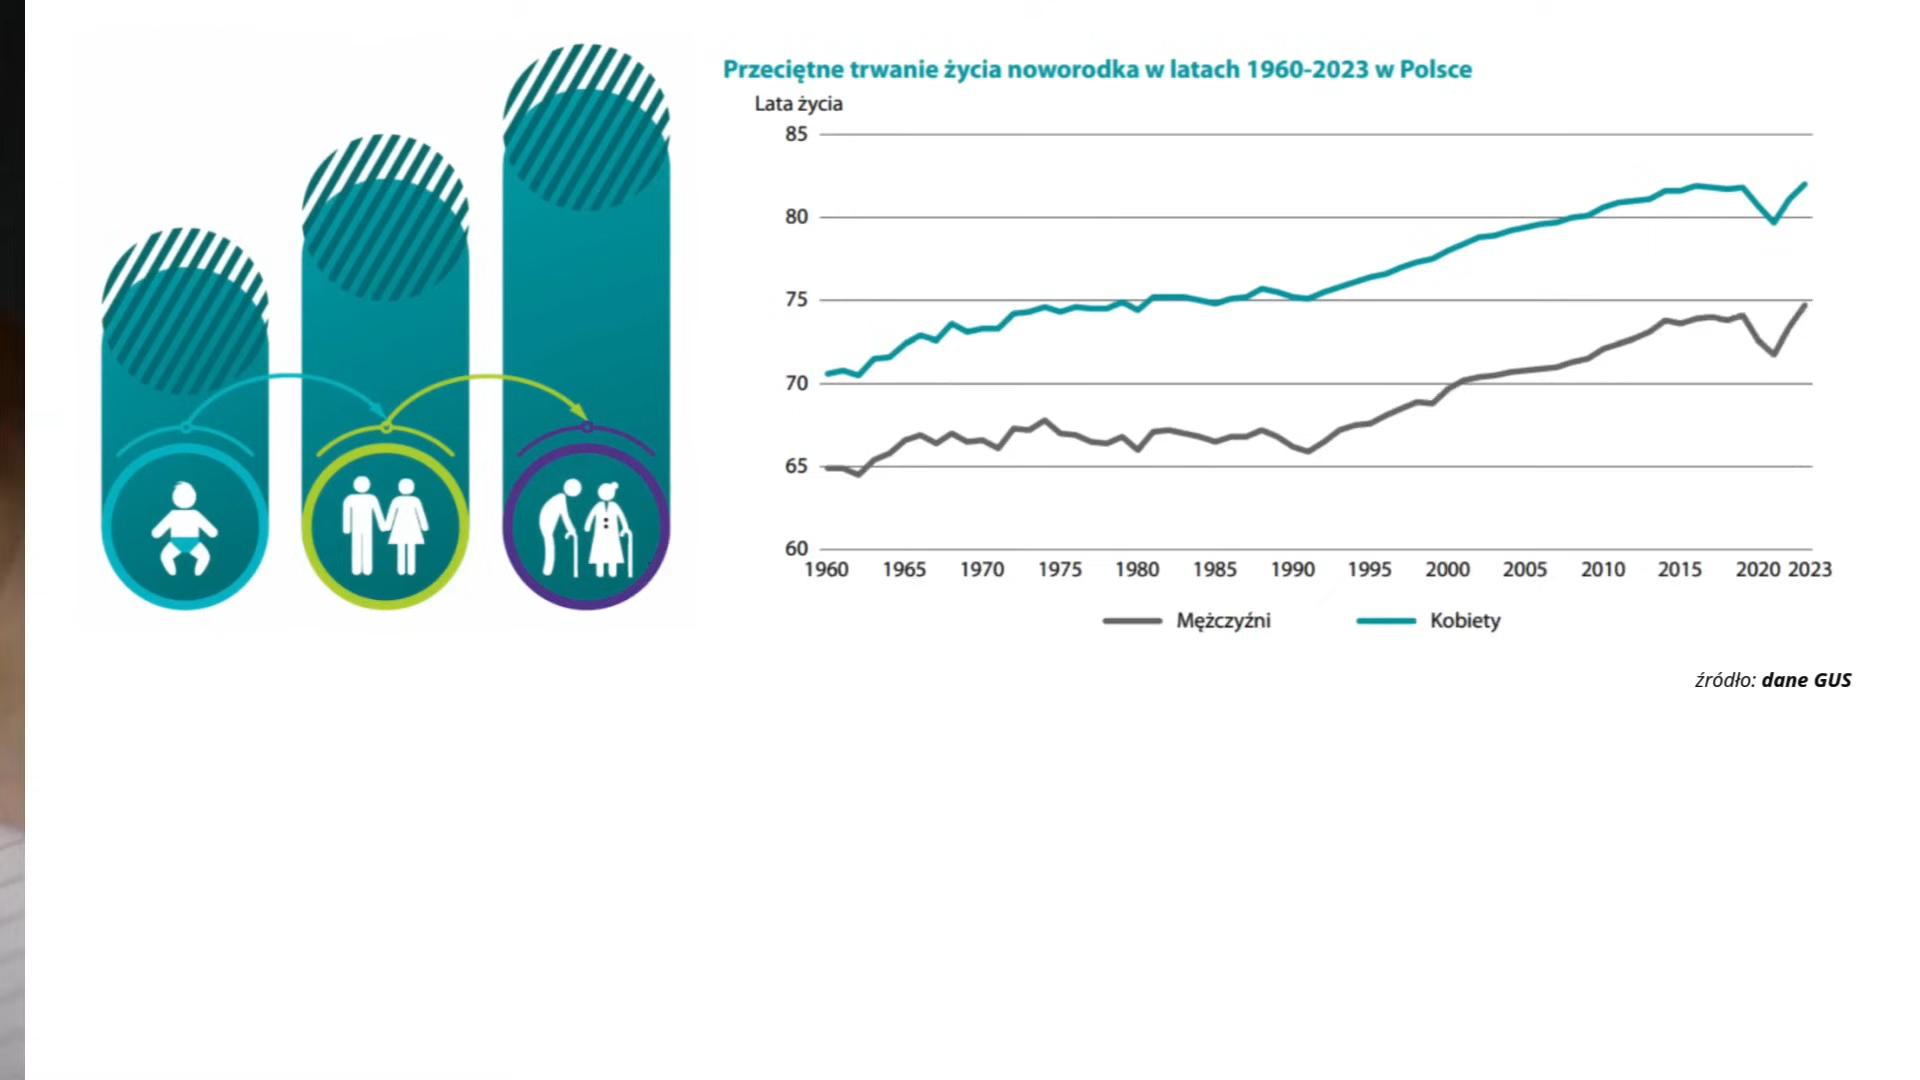 Przeciętne trwanie życia noworodka w latach 1960-2023 w Polsce
Lata życia
85
80
75
70
65
60
1960 1965 1970 1975 1980 1985 1990 1995 2000 2005 2010 2015 2020 2023
Mężczyźni Kobiety
źródło: dane GUS